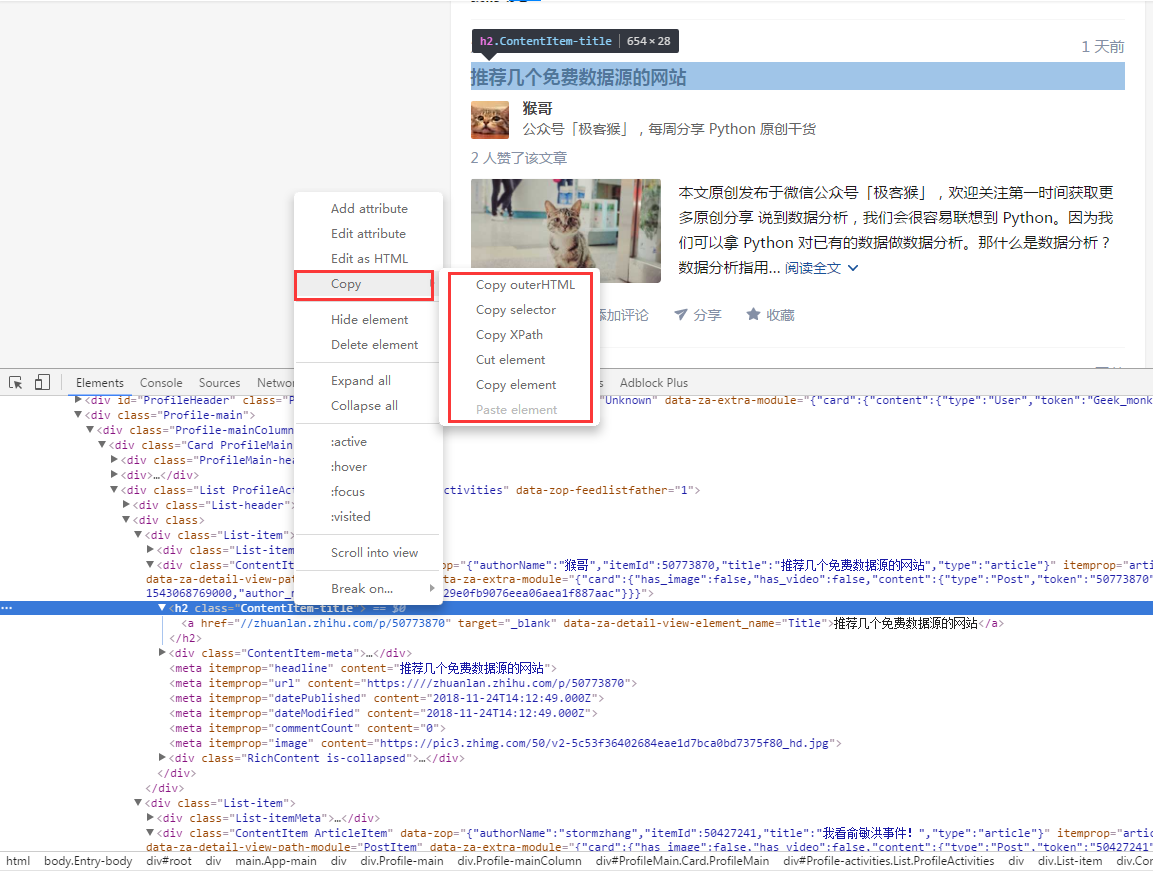 h2.ContentItem-title 654×28
1 天前
推荐几个免费数据源的网站
猴哥
公众号「极客猴」，每周分享 Python 原创干货
2 人赞了该文章
本文原创发布于微信公众号「极客猴」，欢迎关注第一时间获取更
多原创分享 说到数据分析，我们会很容易联想到 Python。因为我
们可以拿 Python 对已有的数据做数据分析。那什么是数据分析？
数据分析指用... 阅读全文
添加评论 分享 收藏
Add attribute
Edit attribute
Edit as HTML
Copy
Hide element
Delete element
Expand all
Collapse all
:active
:hover
:focus
:visited
Scroll into view
Break on...
Copy outerHTML
Copy selector
Copy XPath
Cut element
Copy element
Paste element
Elements Console Sources Networ s Adblock Plus
<div id="ProfileHeader" class="P "Unknown" data-za-extra-module="{"card":{"content":{"type":"User","token":"Geek_monk
<div class="Profile-main">
<div class="Profile-mainColumn
<div class="Card ProfileMain
<div class="ProfileMain-hea
<div>…</div>
<div class="List ProfileAct ctivities" data-zop-feedlistfather="1">
<div class="List-header">
<div class>
<div class="List-item">
<div class="List-item
<div class="ContentI op="{"authorName":"猴哥","itemId":50773870,"title":"推荐几个免费数据源的网站","type":"article"}" itemprop="arti
data-za-detail-view-pat ta-za-extra-module="{"card":{"has_image":false,"has_video":false,"content":{"type":"Post","token":"50773870"
1543068769000,"author_m 29e0fb9076eea06aea1f887aac"}}}">
<h2 class="ContentItem-title"> == $0
<a href="//zhuanlan.zhihu.com/p/50773870" target="_blank" data-za-detail-view-element_name="Title">推荐几个免费数据源的网站</a>
</h2>
<div class="ContentItem-meta">…</div>
<meta itemprop="headline" content="推荐几个免费数据源的网站">
<meta itemprop="url" content="https:////zhuanlan.zhihu.com/p/50773870">
<meta itemprop="datePublished" content="2018-11-24T14:12:49.000Z">
<meta itemprop="dateModified" content="2018-11-24T14:12:49.000Z">
<meta itemprop="commentCount" content="0">
<meta itemprop="image" content="https://pic3.zhimg.com/50/v2-5c53f36402684eae1d7bca0bd7375f80_hd.jpg">
<div class="RichContent is-collapsed">…</div>
</div>
</div>
<div class="List-item">
<div class="List-itemMeta">…</div>
<div class="ContentItem ArticleItem" data-zop="{"authorName":"stormzhang","itemId":50427241,"title":"我看俞敏洪事件！","type":"article"}" itemprop="artic
data-za-detail-view-path-module="PostItem" data-za-extra-module="{"card":{"has_image":false,"has_video":false,"content":{"type":"Post","token":"50427241"
html body.Entry-body div#root div main.App-main div div.Profile-main div.Profile-mainColumn div#ProfileMain.Card.ProfileMain div#Profile-activities.List.ProfileActivities div div.List-item div.Con